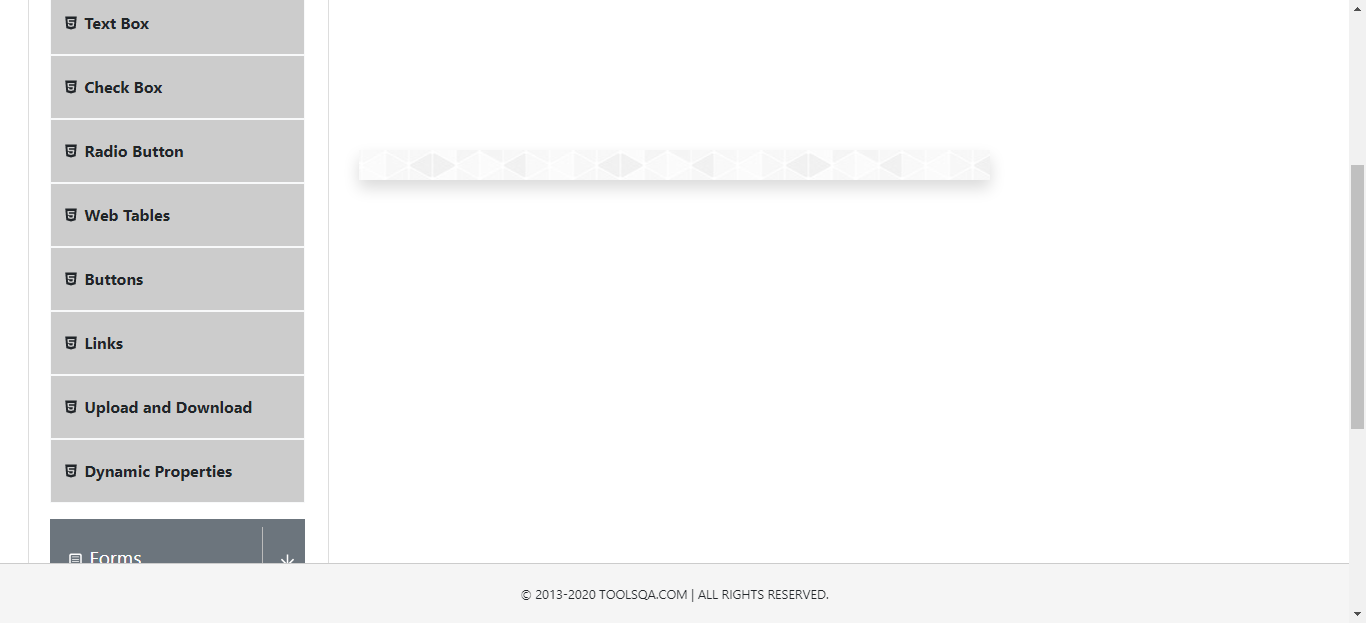 Text Box
Check Box
Radio Button
Web Tables
Buttons
Links
Upload and Download
Dynamic Properties
Forms
© 2013-2020 TOOLSQA.COM | ALL RIGHTS RESERVED.